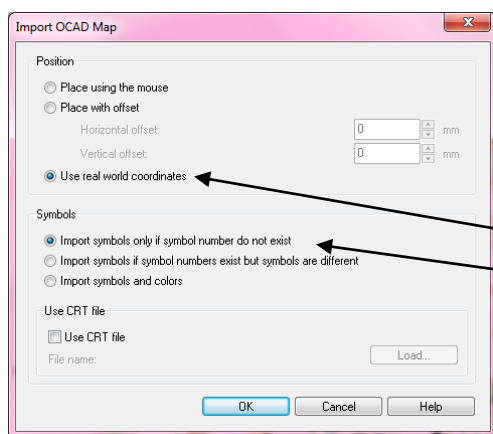 Import OCAD Map
Position
Place using the mouse
Place with offset
Horizontal offset: 0 mm
Vertical offset: 0 mm
Use real world coordinates
Symbols
Import symbols only if symbol number do not exist
Import symbols if symbol numbers exist but symbols are different
Import symbols and colors
Use CRT file
Use CRT file
File name: Load...
OK Cancel Help